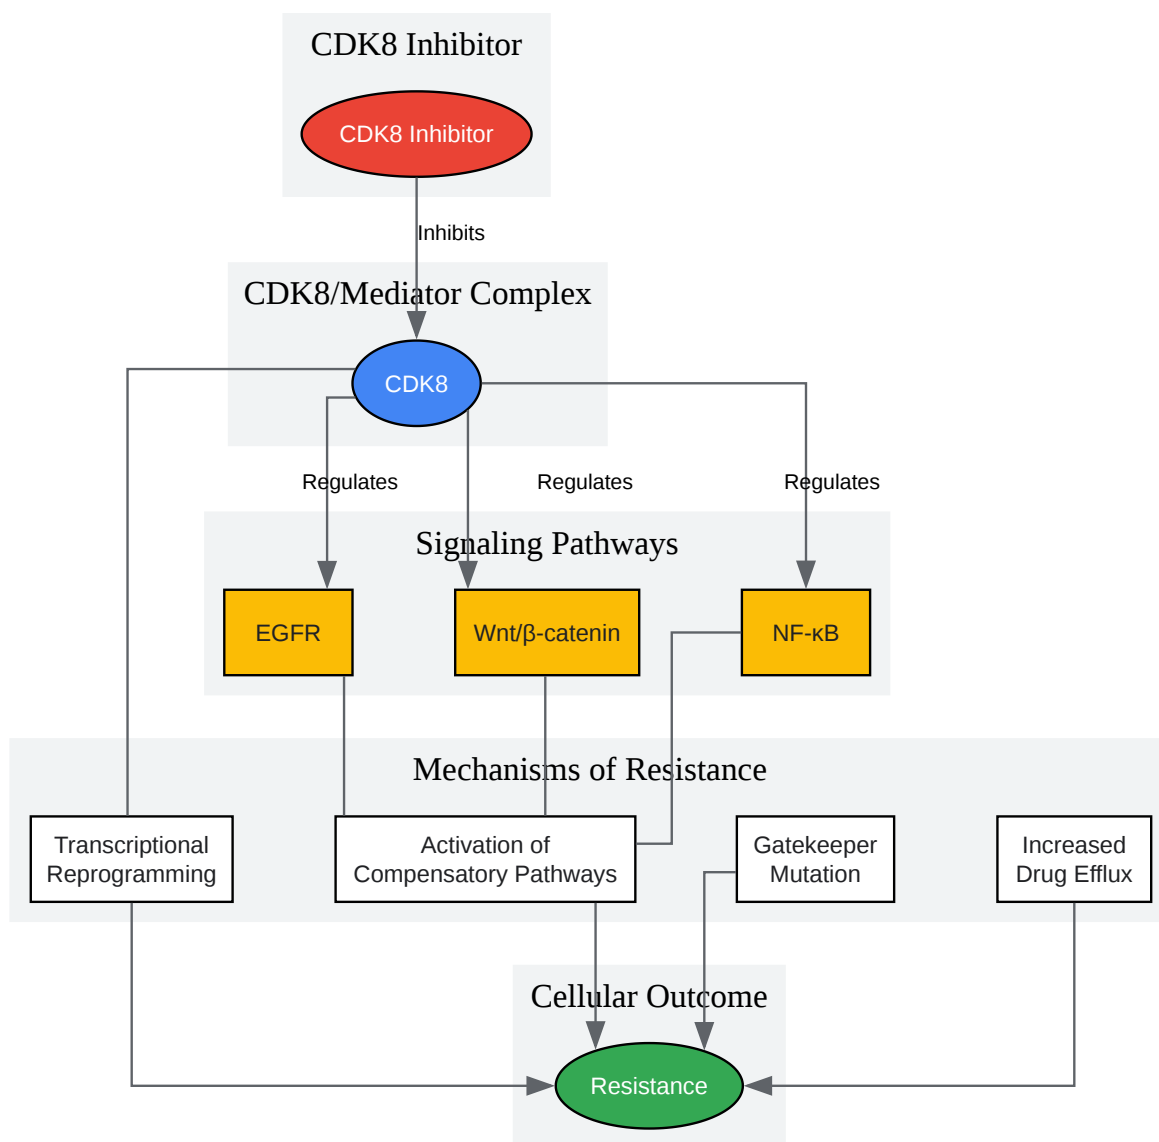 CDK8 Inhibitor
CDK8 Inhibitor
Inhibits
CDK8/Mediator Complex
CDK8
Regulates
Regulates
Regulates
Signaling Pathways
EGFR
Wnt/β-catenin
NF-κB
Mechanisms of Resistance
Transcriptional
Reprogramming
Activation of
Compensatory Pathways
Gatekeeper
Mutation
Increased
Drug Efflux
Cellular Outcome
Resistance